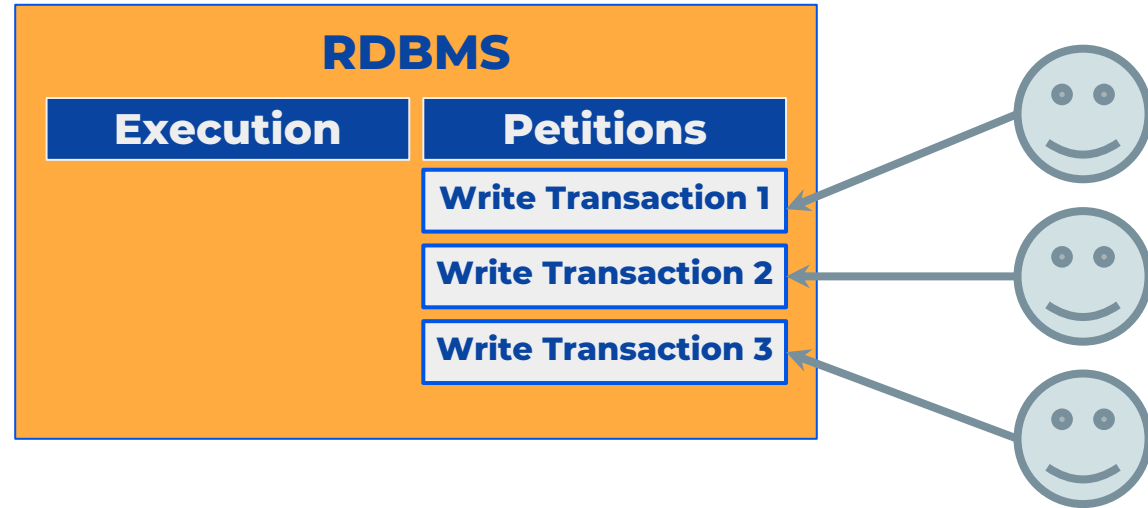 RDBMS
Execution
Petitions
Write Transaction 1
Write Transaction 2
Write Transaction 3